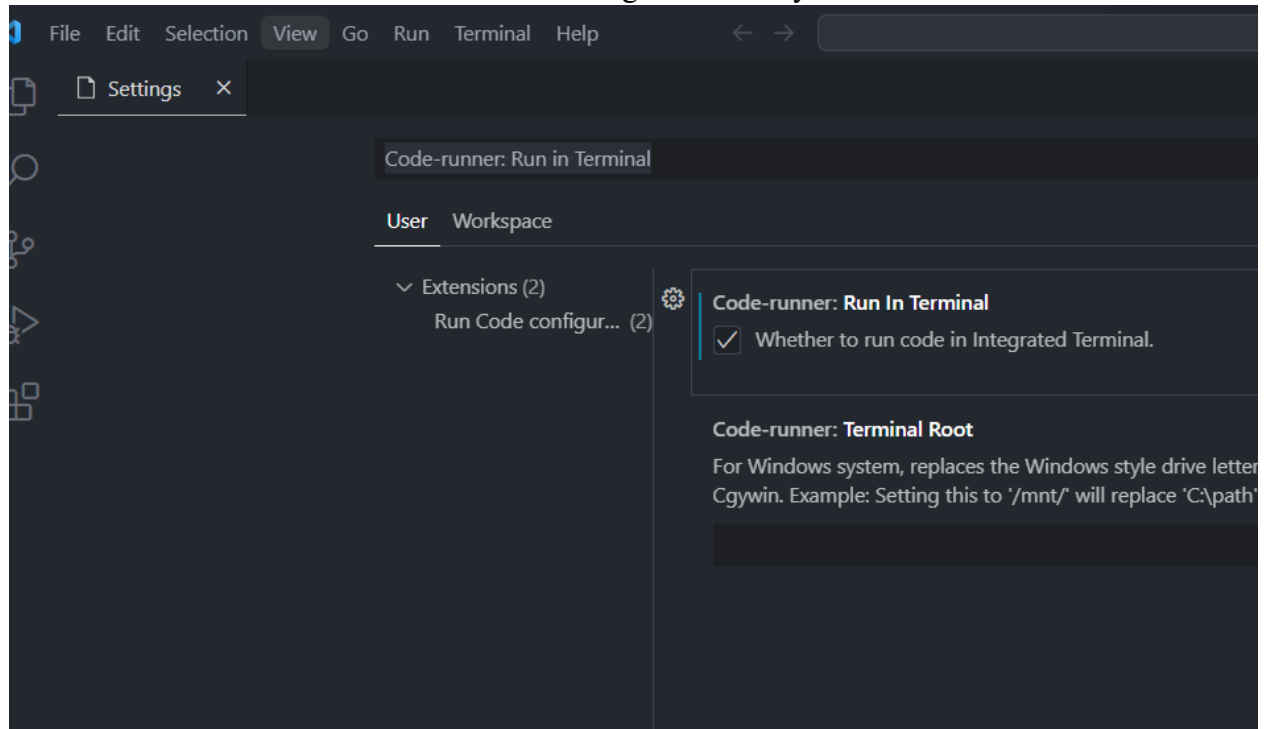 File Edit Selection View Go Run Terminal Help
Settings
Code-runner: Run in Terminal
User Workspace
Extensions (2)
Run Code configur... (2)
Code-runner: Run In Terminal
Whether to run code in Integrated Terminal.
Code-runner: Terminal Root
For Windows system, replaces the Windows style drive letter
Cgywin. Example: Setting this to '/mnt/' will replace 'C:\path'